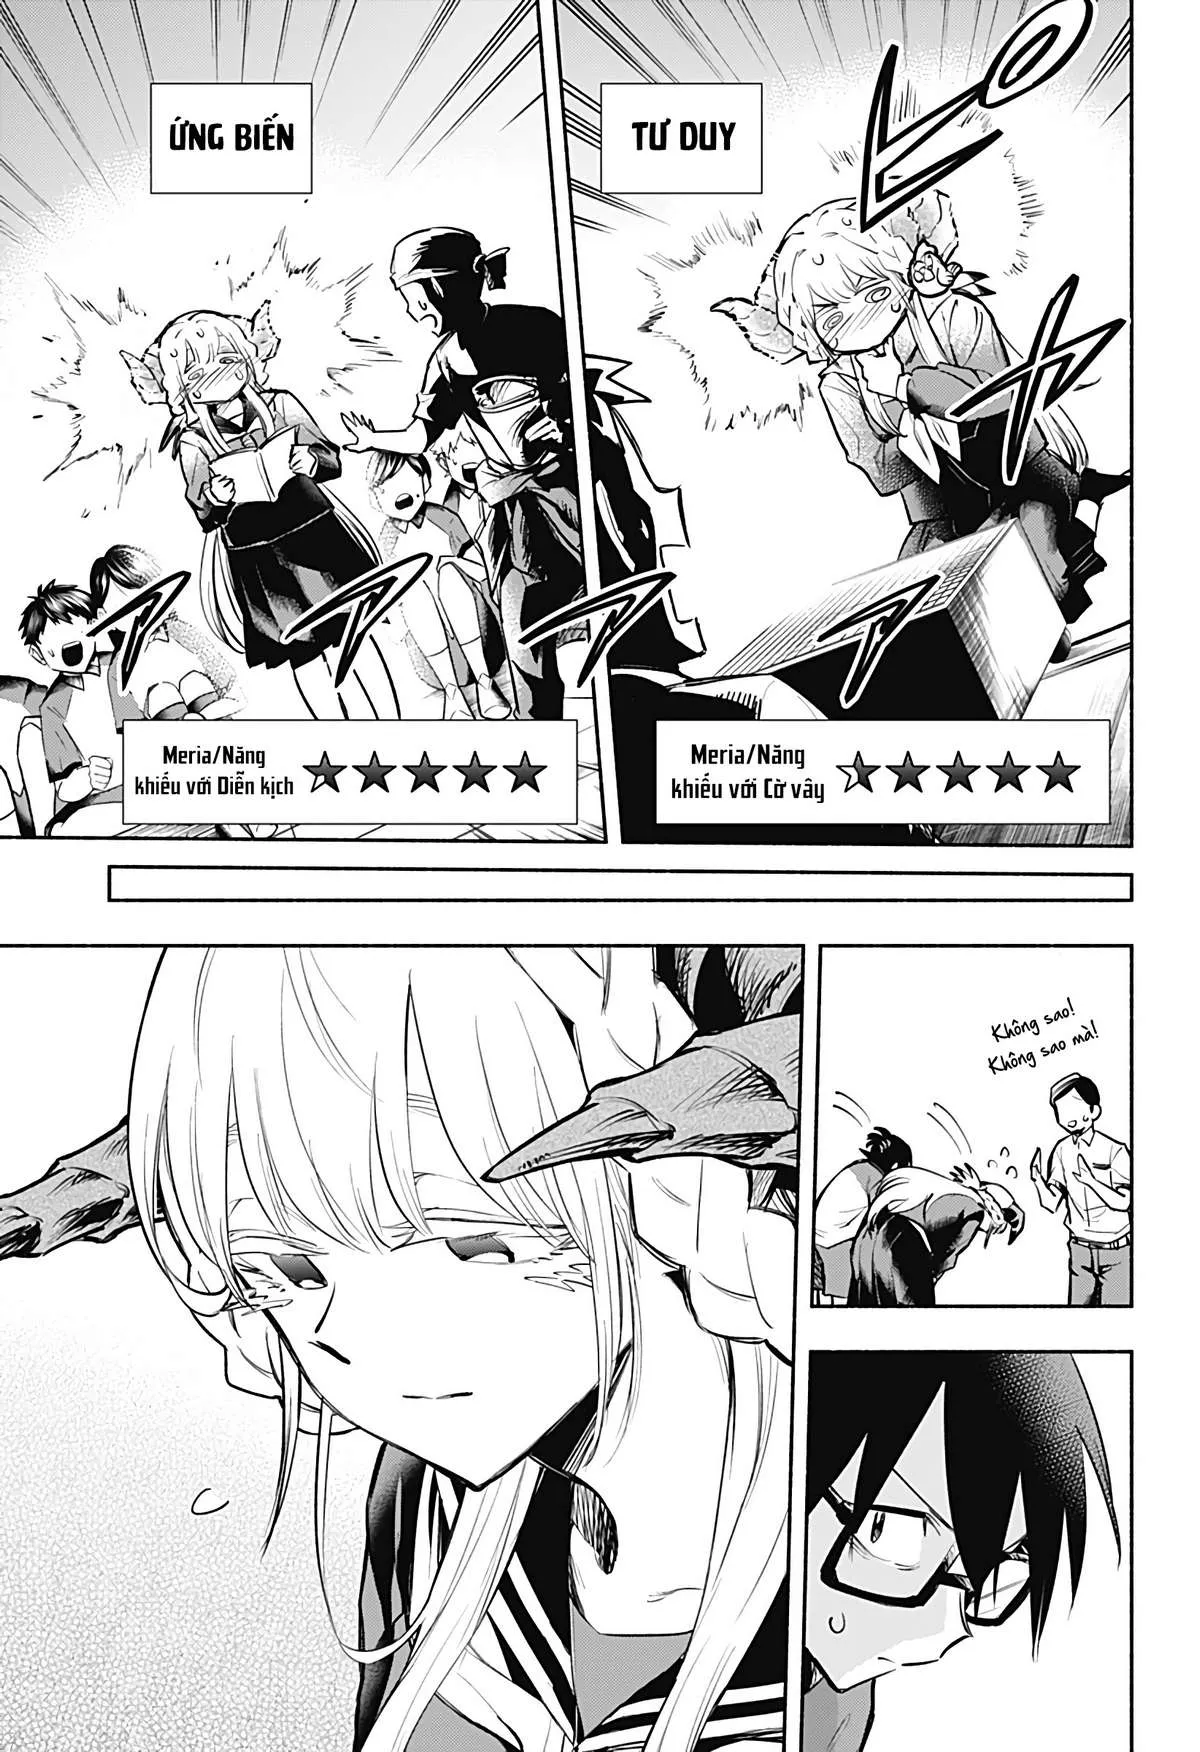 TƯ DUY
Meria/Năng
khiếu với Cờ vây
ỨNG BIẾN
Meria/Năng
khiếu với Diễn kịch
Không sao!
Không sao mà!